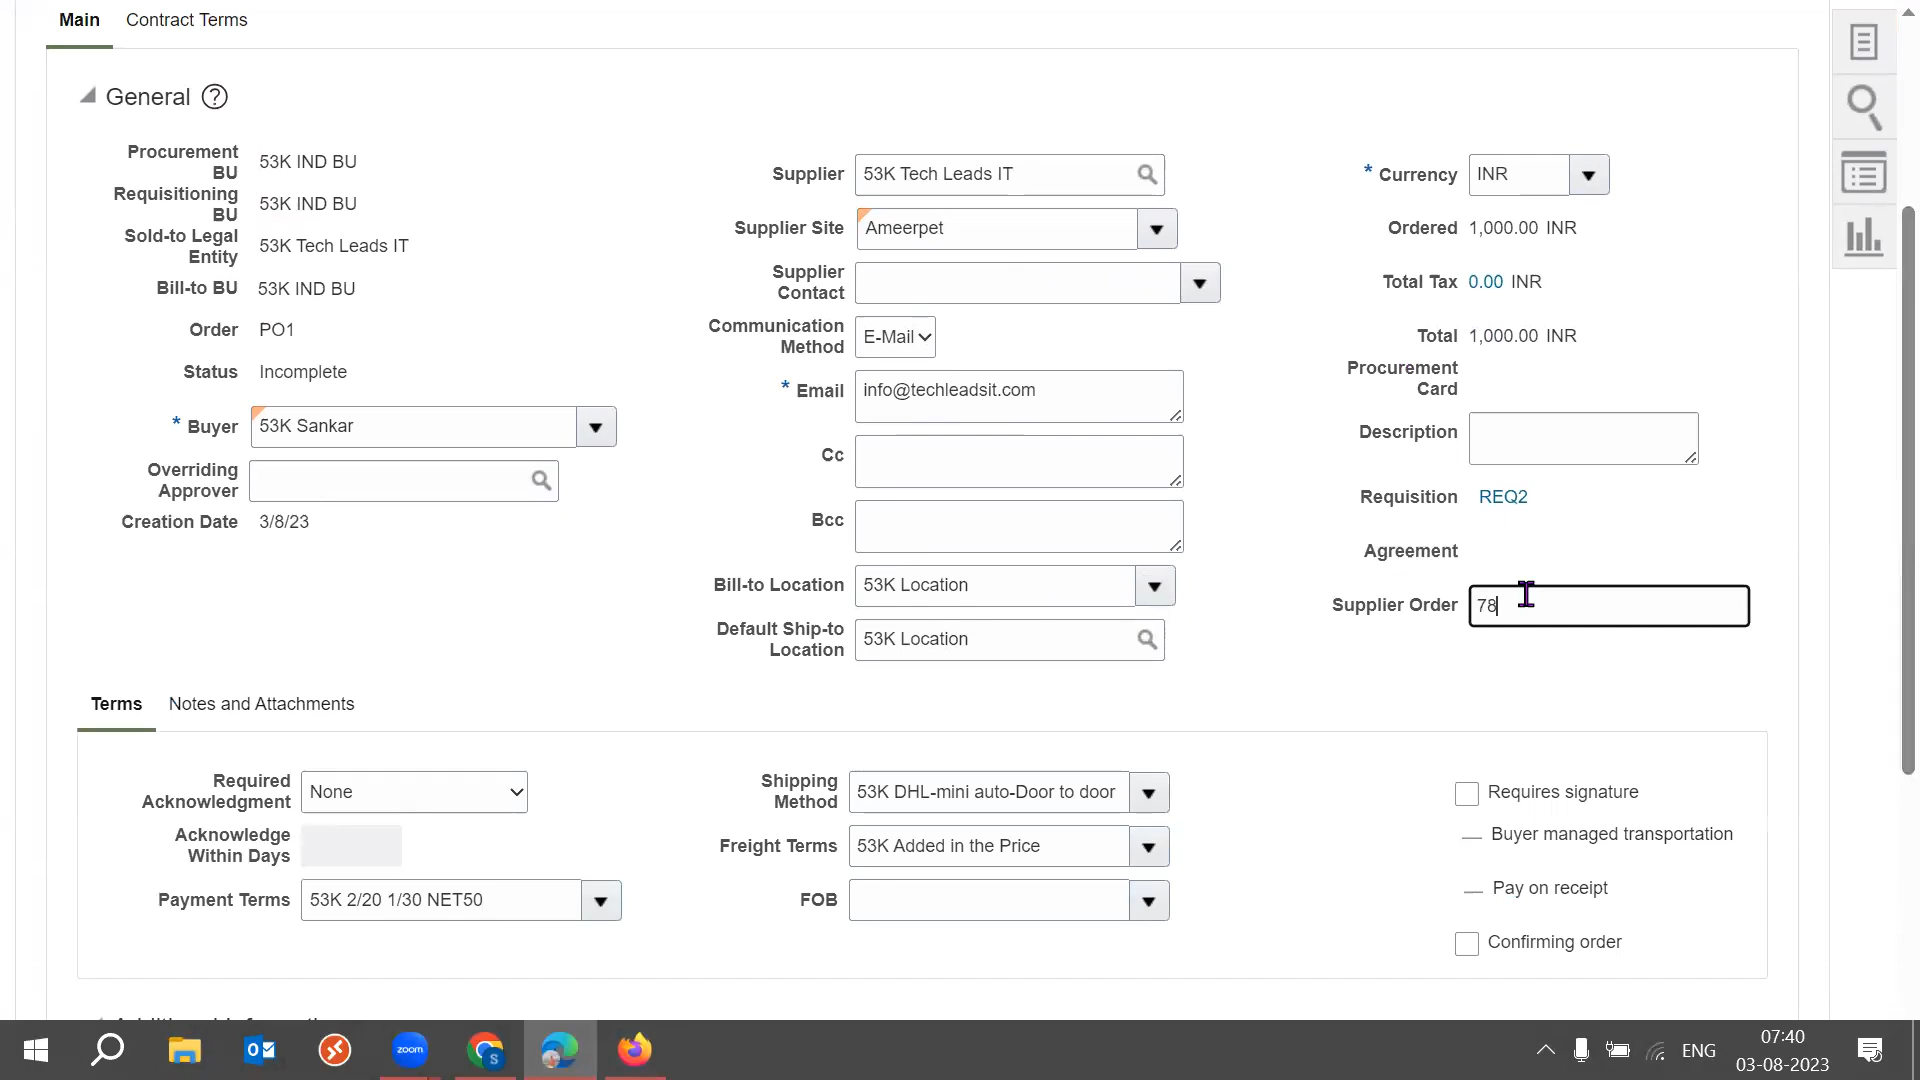 Main Contract Terms
General ?
Procurement BU 53K IND BU
Requisitioning BU 53K IND BU
Sold-to Legal Entity 53K Tech Leads IT
Bill-to BU 53K IND BU
Order PO1
Status Incomplete
* Buyer 53K Sankar
Overriding Approver
Creation Date 3/8/23
Supplier 53K Tech Leads IT
Supplier Site Ameerpet
Supplier Contact
Communication Method E-Mail
* Email info@techleadsit.com
Cc
Bcc
Bill-to Location 53K Location
Default Ship-to Location 53K Location
* Currency INR
Ordered 1,000.00 INR
Total Tax 0.00 INR
Total 1,000.00 INR
Procurement Card
Description
Requisition REQ2
Agreement
Supplier Order 78
Terms Notes and Attachments
Required Acknowledgment None
Acknowledge Within Days
Payment Terms 53K 2/20 1/30 NET50
Shipping Method 53K DHL-mini auto-Door to door
Freight Terms 53K Added in the Price
FOB
Requires signature
Buyer managed transportation
Pay on receipt
Confirming order
zoom
S
ENG
07:40
03-08-2023